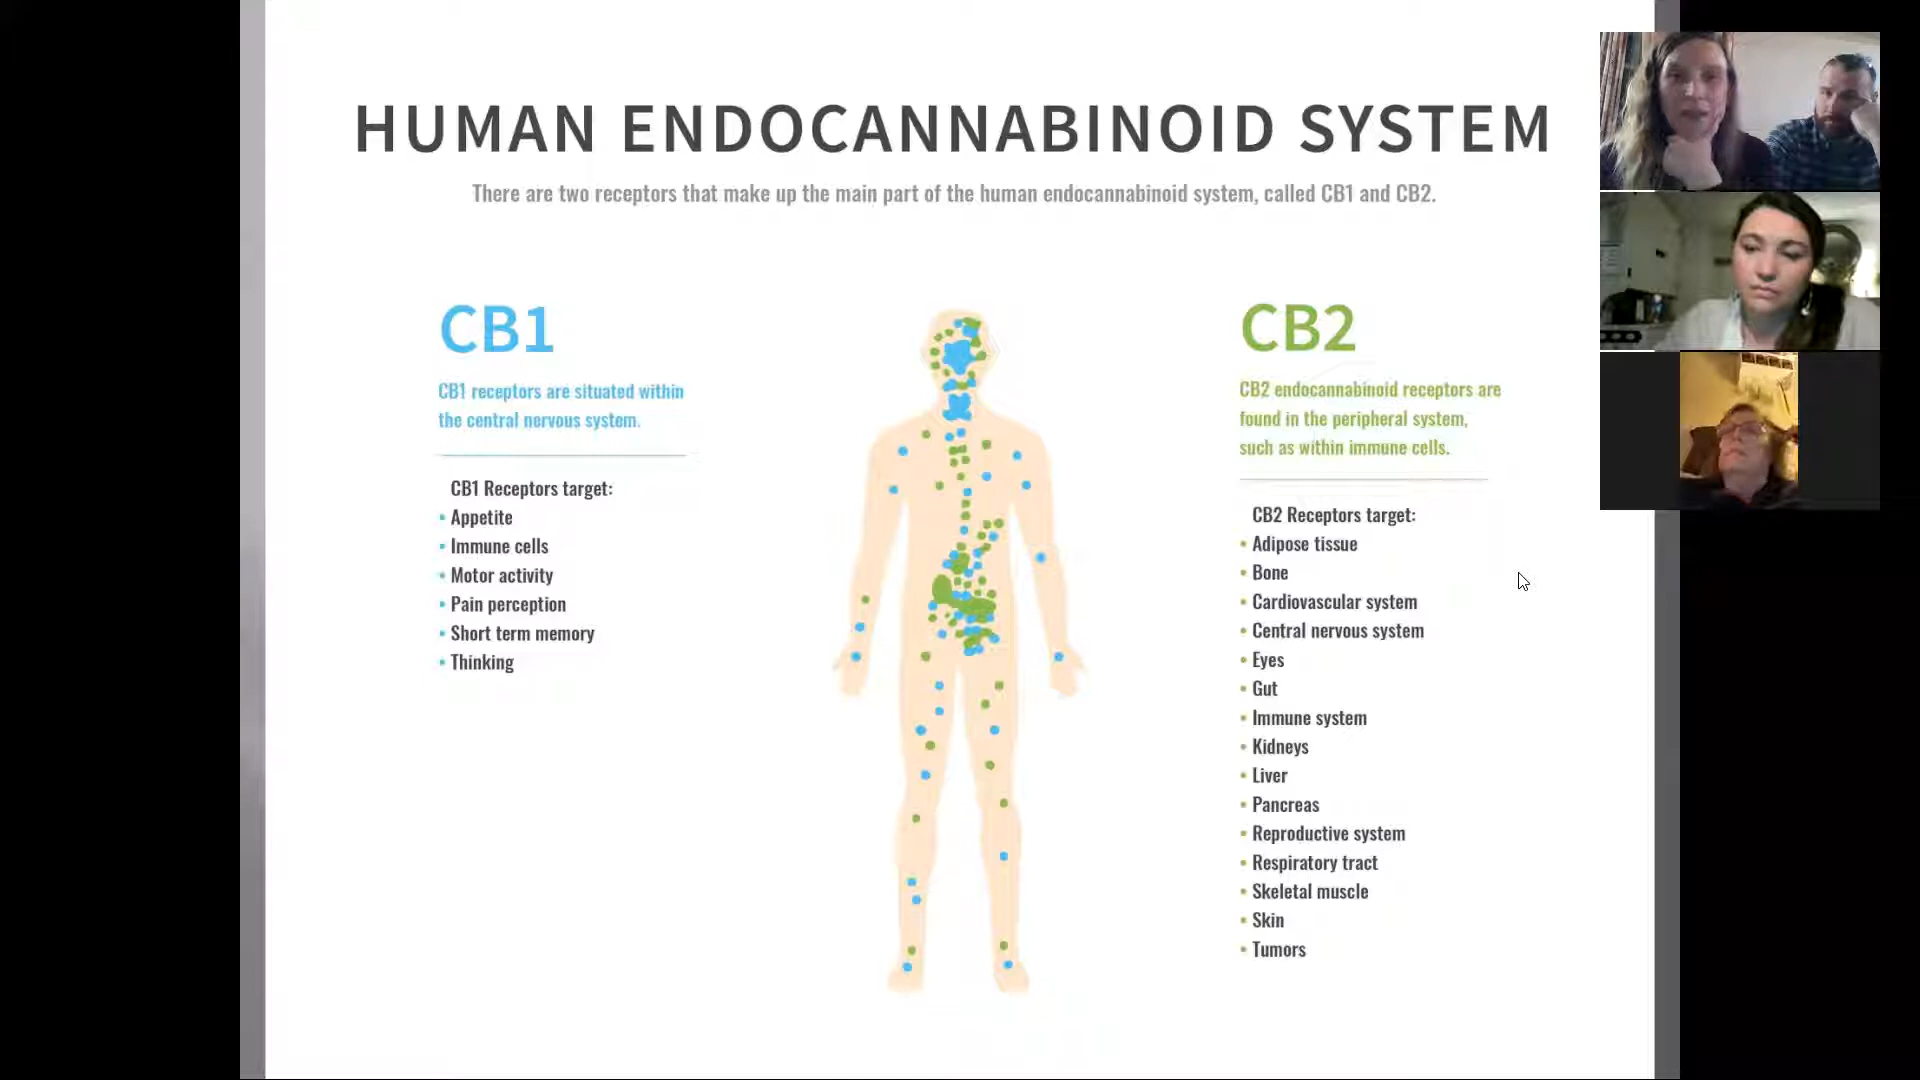 HUMAN ENDOCANNABINOID SYSTEM
There are two receptors that make up the main part of the human endocannabinoid system, called CB1 and CB2.
CB1
CB1 receptors are situated within
the central nervous system.
CB1 Receptors target:
• Appetite
• Immune cells
• Motor activity
• Pain perception
• Short term memory
• Thinking
CB2
CB2 endocannabinoid receptors are
found in the peripheral system,
such as within immune cells.
CB2 Receptors target:
• Adipose tissue
• Bone
• Cardiovascular system
• Central nervous system
• Eyes
• Gut
• Immune system
• Kidneys
• Liver
• Pancreas
• Reproductive system
• Respiratory tract
• Skeletal muscle
• Skin
• Tumors